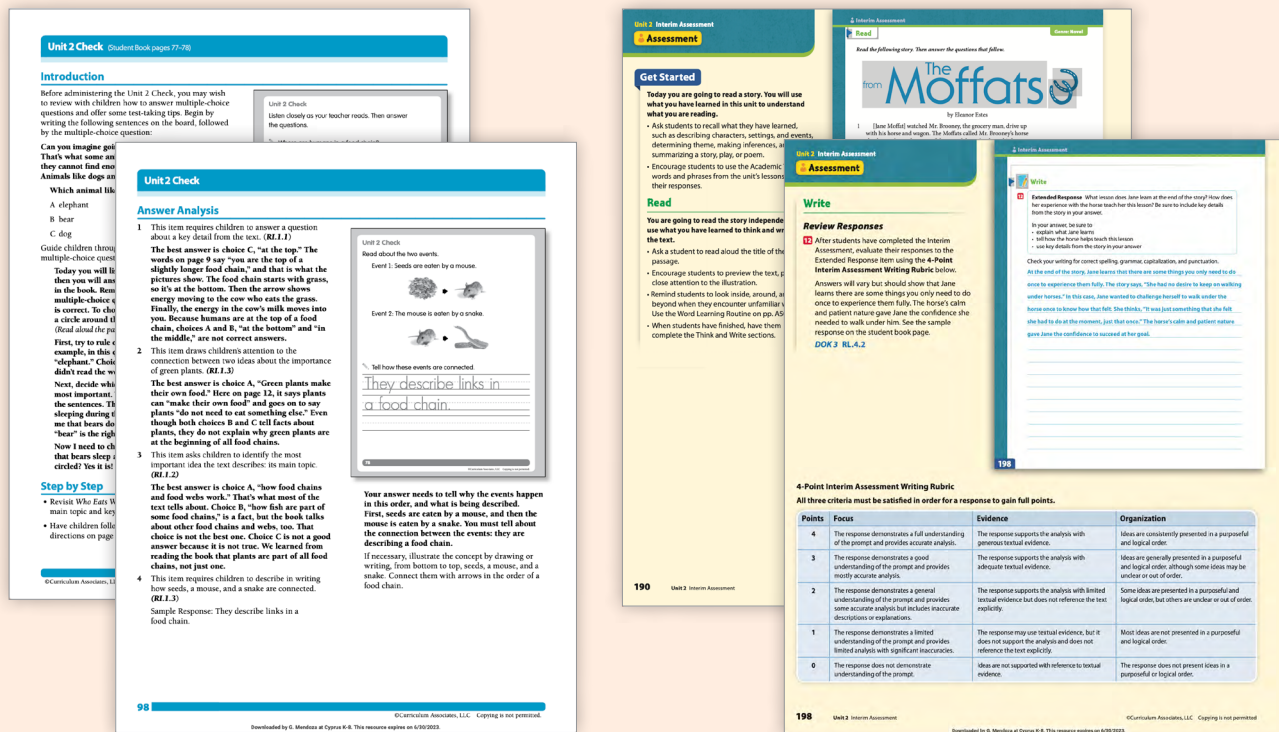 Unit 2 Check (Student Book pages 77–78)
Introduction
Before administering the Unit 2 Check, you may wish
to review with children how to answer multiple-choice
questions and offer some test-taking tips. Begin by
writing the following sentences on the board, followed
by the multiple-choice question:
Can you imagine goi
That's what some an
they cannot find eno
Animals like dogs an
Which animal lik
A elephant
B bear
C dog
Guide children throu
multiple-choice quest
Today you will li
then you will ans
in the book. Rem
multiple-choice q
is correct. To cho
a circle around th
(Read aloud the pa
First, try to rule o
example, in this q
"elephant." Choic
didn't read the wo
Next, decide whic
most important.
the sentences. Th
sleeping during th
me that bears do
"bear" is the righ
Now I need to ch
that bears sleep a
circled? Yes it is!
Step by Step
• Revisit Who Eats W
main topic and key
• Have children follo
directions on page
©Curriculum Associates, LL
Unit 2 Check
Listen closely as your teacher reads. Then answer
the questions.
Unit 2 Check
Answer Analysis
1 This item requires children to answer a question
about a key detail from the text. (RI.1.1)
The best answer is choice C, "at the top." The
words on page 9 say "you are the top of a
slightly longer food chain," and that is what the
pictures show. The food chain starts with grass,
so it's at the bottom. Then the arrow shows
energy moving to the cow who eats the grass.
Finally, the energy in the cow's milk moves into
you. Because humans are at the top of a food
chain, choices A and B, "at the bottom" and "in
the middle," are not correct answers.
2 This item draws children's attention to the
connection between two ideas about the importance
of green plants. (RI.1.3)
The best answer is choice A, "Green plants make
their own food." Here on page 12, it says plants
can "make their own food" and goes on to say
plants "do not need to eat something else." Even
though both choices B and C tell facts about
plants, they do not explain why green plants are
at the beginning of all food chains.
3 This item asks children to identify the most
important idea the text describes: its main topic.
(RI.1.2)
The best answer is choice A, "how food chains
and food webs work." That's what most of the
text tells about. Choice B, "how fish are part of
some food chains," is a fact, but the book talks
about other food chains and webs, too. That
choice is not the best one. Choice C is not a good
answer because it is not true. We learned from
reading the book that plants are part of all food
chains, not just one.
4 This item requires children to describe in writing
how seeds, a mouse, and a snake are connected.
(RI.1.3)
Sample Response: They describe links in a
food chain.
Unit 2 Check
Read about the two events.
Event 1: Seeds are eaten by a mouse.
Event 2: The mouse is eaten by a snake.
Tell how these events are connected.
They describe links in
a food chain.
78
©Curriculum Associates, LLC Copying is not permitted.
Your answer needs to tell why the events happen
in this order, and what is being described.
First, seeds are eaten by a mouse, and then the
mouse is eaten by a snake. You must tell about
the connection between the events: they are
describing a food chain.
If necessary, illustrate the concept by drawing or
writing, from bottom to top, seeds, a mouse, and a
snake. Connect them with arrows in the order of a
food chain.
98
©Curriculum Associates, LLC Copying is not permitted.
Downloaded by G. Mendoza at Cyprus K-8. This resource expires on 6/30/2023.
Unit 2 Interim Assessment
Assessment
Get Started
Today you are going to read a story. You will use
what you have learned in this unit to understand
what you are reading.
• Ask students to recall what they have learned,
such as describing characters, settings, and events,
determining theme, making inferences, an
summarizing a story, play, or poem.
• Encourage students to use the Academic
words and phrases from the unit's lessons
their responses.
Read
You are going to read the story independe
use what you have learned to think and wr
the text.
• Ask a student to read aloud the title of the
passage.
• Encourage students to preview the text, p
close attention to the illustration.
• Remind students to look inside, around, a
beyond when they encounter unfamiliar
Use the Word Learning Routine on pp. A5
• When students have finished, have them
complete the Think and Write sections.
190 Unit 2 Interim Assessment
Interim Assessment
Read
Genre: Novel
Read the following story. Then answer the questions that follow.
from The Moffats
by Eleanor Estes
1 [Jane Moffat] watched Mr. Brooney, the grocery man, drive up
with his horse and wagon. The Moffats called Mr. Brooney's horse
Unit 2 Interim Assessment
Assessment
Write
Review Responses
12 After students have completed the Interim
Assessment, evaluate their responses to the
Extended Response item using the 4-Point
Interim Assessment Writing Rubric below.
Answers will vary but should show that Jane
learns there are some things you only need to do
once to experience them fully. The horse's calm
and patient nature gave Jane the confidence she
needed to walk under him. See the sample
response on the student book page.
DOK 3 RL.4.2
Interim Assessment
Write
12 Extended Response What lesson does Jane learn at the end of the story? How does
her experience with the horse teach her this lesson? Be sure to include key details
from the story in your answer.
In your answer, be sure to
• explain what Jane learns
• tell how the horse helps teach this lesson
• use key details from the story in your answer
Check your writing for correct spelling, grammar, capitalization, and punctuation.
At the end of the story, Jane learns that there are some things you only need to do
once to experience them fully. The story says, "She had no desire to keep on walking
under horses." In this case, Jane wanted to challenge herself to walk under the
horse once to know how that felt. She thinks, "It was just something that she felt
she had to do at the moment, just that once." The horse's calm and patient nature
gave Jane the confidence to succeed at her goal.
198
4-Point Interim Assessment Writing Rubric
All three criteria must be satisfied in order for a response to gain full points.
Points Focus Evidence Organization
4 The response demonstrates a full understanding
of the prompt and provides accurate analysis.
The response supports the analysis with
generous textual evidence.
Ideas are consistently presented in a purposeful
and logical order.
3 The response demonstrates a good
understanding of the prompt and provides
mostly accurate analysis.
The response supports the analysis with
adequate textual evidence.
Ideas are generally presented in a purposeful
and logical order, although some ideas may be
unclear or out of order.
2 The response demonstrates a general
understanding of the prompt and provides
some accurate analysis but includes inaccurate
descriptions or explanations.
The response supports the analysis with limited
textual evidence but does not reference the text
explicitly.
Some ideas are presented in a purposeful and
logical order, but others are unclear or out of order.
1 The response demonstrates a limited
understanding of the prompt and provides
limited analysis with significant inaccuracies.
The response may use textual evidence, but it
does not support the analysis and does not
reference the text explicitly.
Most ideas are not presented in a purposeful
and logical order.
0 The response does not demonstrate
understanding of the prompt.
Ideas are not supported with reference to textual
evidence.
The response does not present ideas in a
purposeful or logical order.
198 Unit 2 Interim Assessment
©Curriculum Associates, LLC Copying is not permitted
Downloaded by G. Mendoza at Cyprus K-8. This resource expires on 6/30/2023.